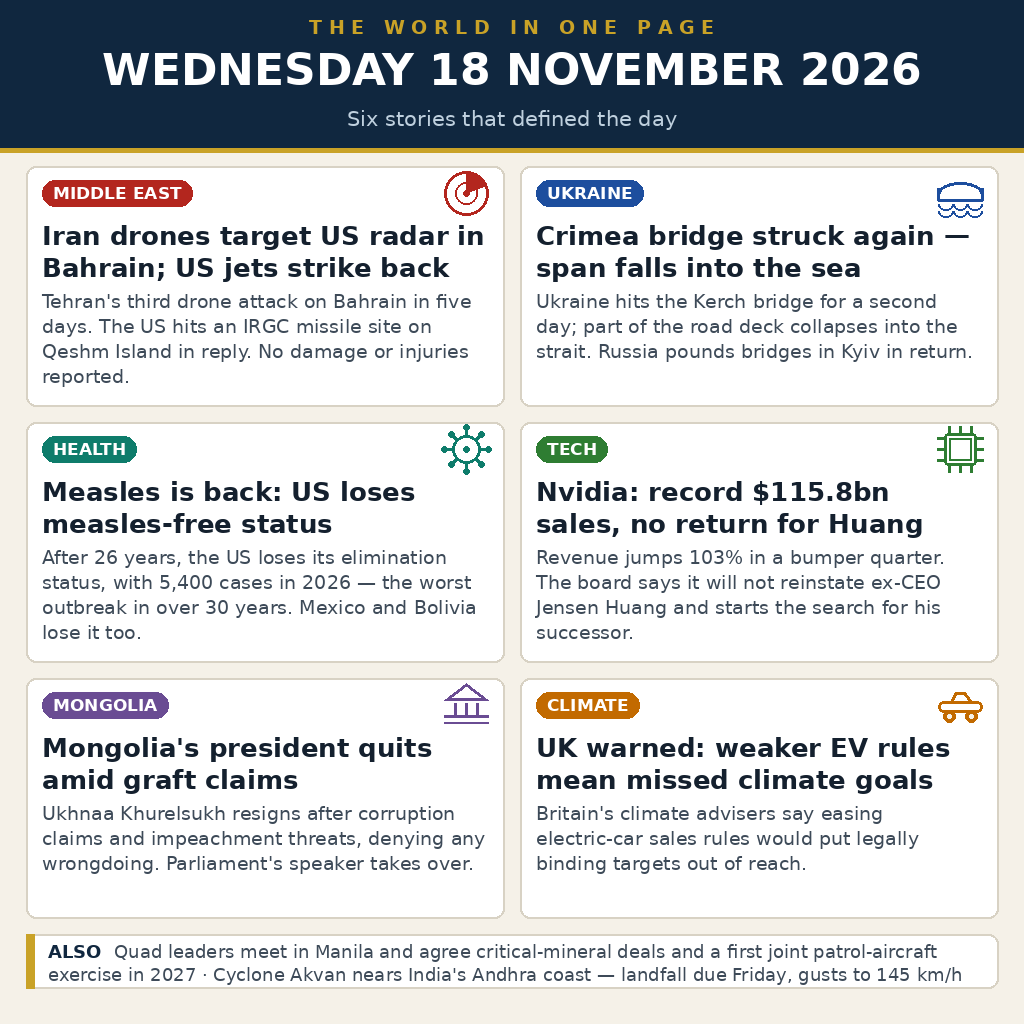 THE WORLD IN ONE PAGE
WEDNESDAY 18 NOVEMBER 2026
Six stories that defined the day
MIDDLE EAST
Iran drones target US radar in
Bahrain; US jets strike back
Tehran's third drone attack on Bahrain in five
days. The US hits an IRGC missile site on
Qeshm Island in reply. No damage or injuries
reported.
UKRAINE
Crimea bridge struck again —
span falls into the sea
Ukraine hits the Kerch bridge for a second
day; part of the road deck collapses into the
strait. Russia pounds bridges in Kyiv in return.
HEALTH
Measles is back: US loses
measles-free status
After 26 years, the US loses its elimination
status, with 5,400 cases in 2026 — the worst
outbreak in over 30 years. Mexico and Bolivia
lose it too.
TECH
Nvidia: record $115.8bn
sales, no return for Huang
Revenue jumps 103% in a bumper quarter.
The board says it will not reinstate ex-CEO
Jensen Huang and starts the search for his
successor.
MONGOLIA
Mongolia's president quits
amid graft claims
Ukhnaa Khurelsukh resigns after corruption
claims and impeachment threats, denying any
wrongdoing. Parliament's speaker takes over.
CLIMATE
UK warned: weaker EV rules
mean missed climate goals
Britain's climate advisers say easing
electric-car sales rules would put legally
binding targets out of reach.
ALSO Quad leaders meet in Manila and agree critical-mineral deals and a first joint patrol-aircraft
exercise in 2027 · Cyclone Akvan nears India's Andhra coast — landfall due Friday, gusts to 145 km/h